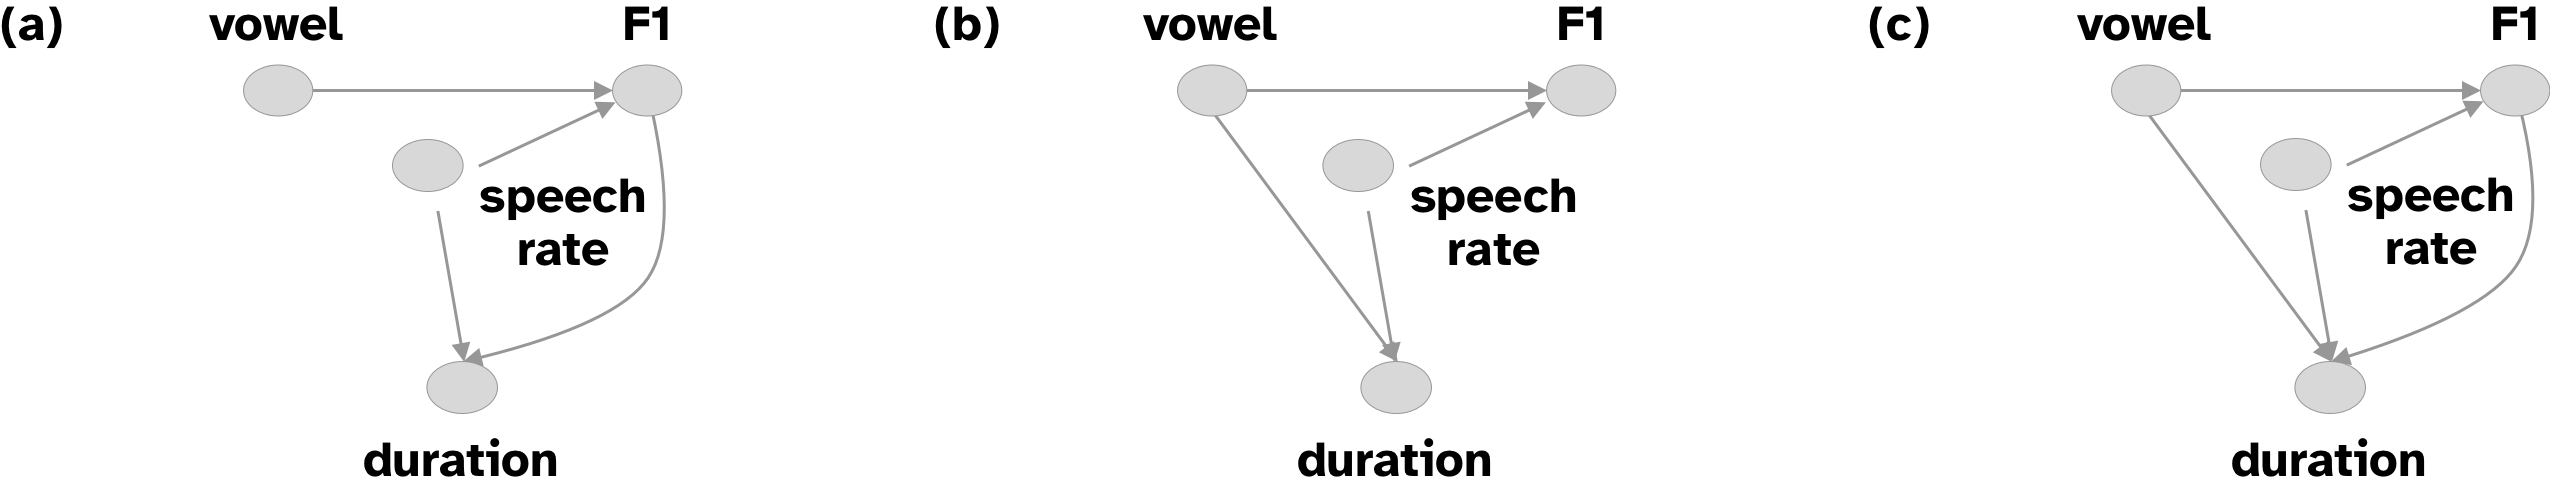 (a) vowel F1
speech
rate
duration
(b) vowel F1
speech
rate
duration
(c) vowel F1
speech
rate
duration